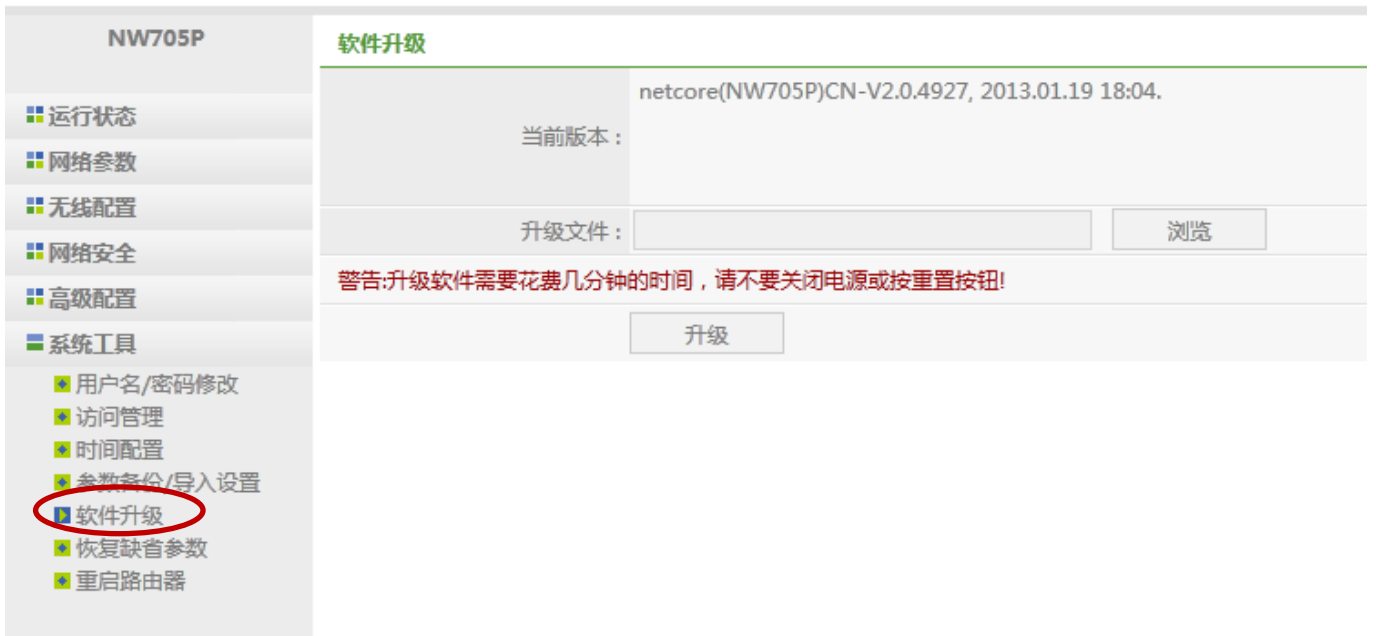 NW705P
运行状态
网络参数
无线配置
网络安全
高级配置
系统工具
用户名/密码修改
访问管理
时间配置
参数备份/导入设置
软件升级
恢复缺省参数
重启路由器
软件升级
当前版本：
netcore(NW705P)CN-V2.0.4927, 2013.01.19 18:04.
升级文件： 浏览
警告:升级软件需要花费几分钟的时间，请不要关闭电源或按重置按钮!
升级